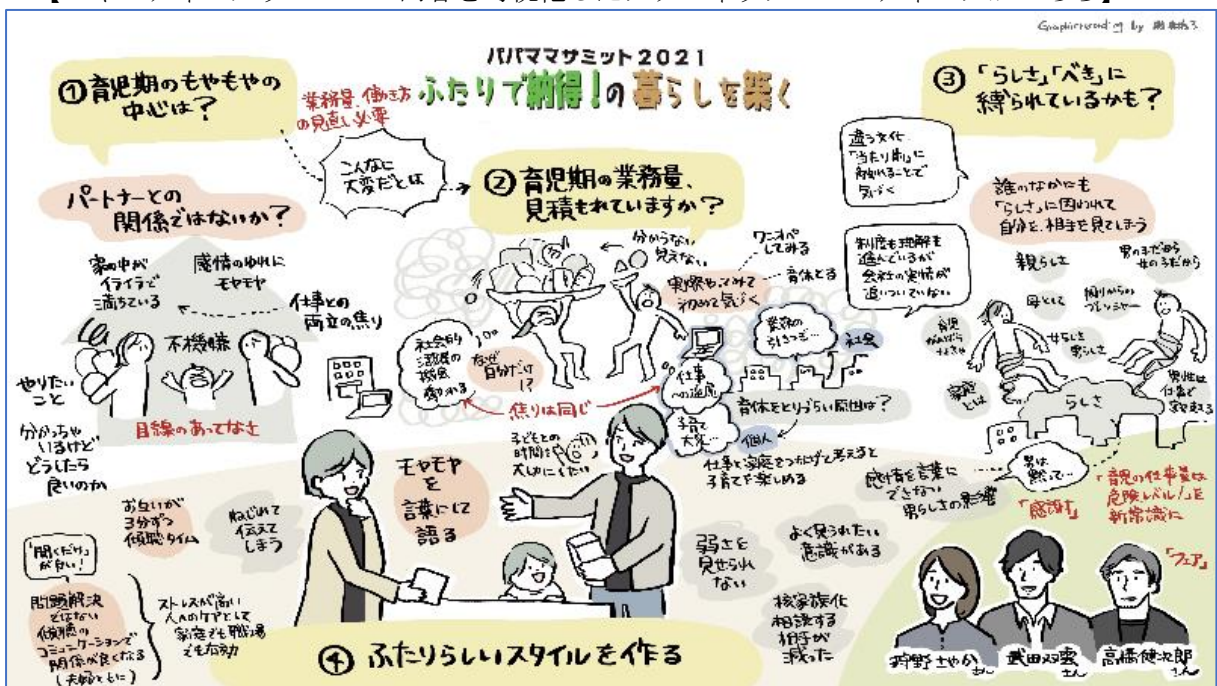 Graphicrecording by
パパママサミット2021
ふたりで納得!の暮らしを築く
①育児期のもやもやの
中心は?
業務量、働き方
の見直し必要
こんなに
大変だとは
パートナーとの
関係ではないか?
家の中が
イライラで
満ちている
感情のゆれに
モヤモヤ
仕事との
両立の焦り
不機嫌
やりたい
こと
分かっちゃ
いるけど
どうしたら
良いのか
目線のあってなさ
②育児期の業務量、
見積もれていますか?
分からない
見えない
ワンオペ
してみる
実際やってみて
初めて気づく
育休とる
社会から
機会
奪われる
なぜ
自分だけ
!?
焦りは同じ
業務の
引きつぎ…
社会
仕事
子育て
大変…
個人
育休をとりづらい原因は?
仕事と家庭をつなげて考えると
子育てを楽しめる
子どもとの
時間は
大切にしたい
③「らしさ」「べき」に
縛られているかも?
違う文化、
「当たり前」に
触れることで
気づく
誰のなかにも
「らしさ」に囚われて
自分を、相手を見てしまう
制度も理解も
進んでいるが
会社の実情が
追いついていない
男の子だから
女の子だから
親らしさ
母として
周りからの
プレッシャー
育児
がんばら
なきゃ
女らしさ
男らしさ
家庭
とは
らしさ
男性は
仕事で
家を支える
男は
黙って…
感情を言葉に
できない
男らしさの影響
「感謝」
「育児の仕事量は
危険レベル!」を
新常識に
「フェア」
モヤモヤ
を
言葉にして
語る
お互いが
3分ずつ
傾聴タイム
ねじれて
伝えて
しまう
「聞くだけ」
が良い!
問題解決
ではない
傾聴の
コミュニケーションで
関係が良くなる
(夫婦ともに)
ストレスが高い
人へのケアとして
家庭でも職場
でも有効
弱さを
見せられ
ない
よく見られたい
意識がある
核家族化
相談する
相手が
減った
④ふたりらしいスタイルを作る
狩野さやかさん
武田双雲さん
高橋健次郎さん